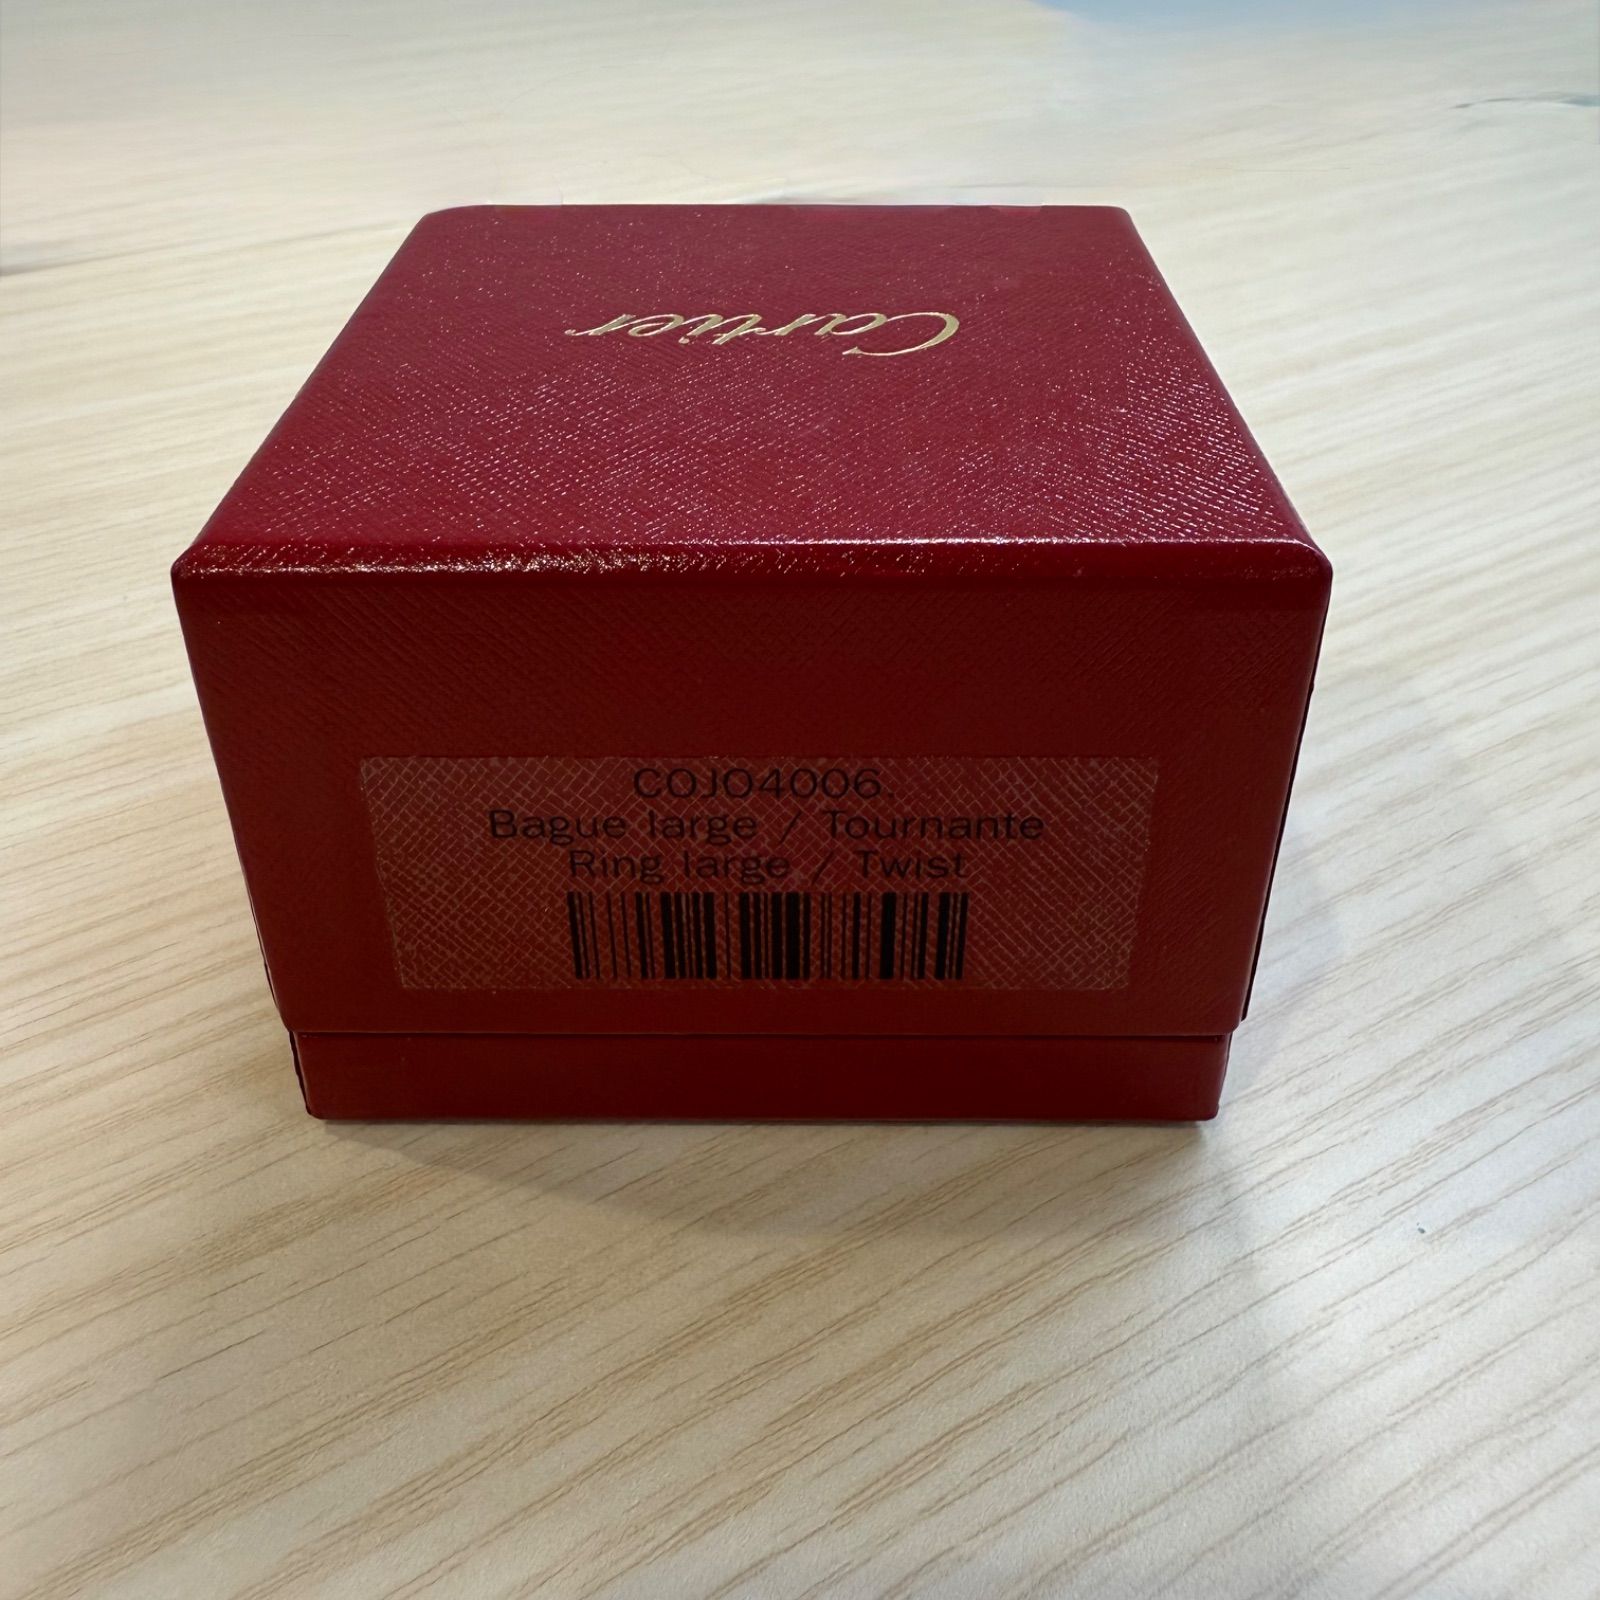 Cartier
COJO4006.
Bague large / Tournante
Ring large / Twist